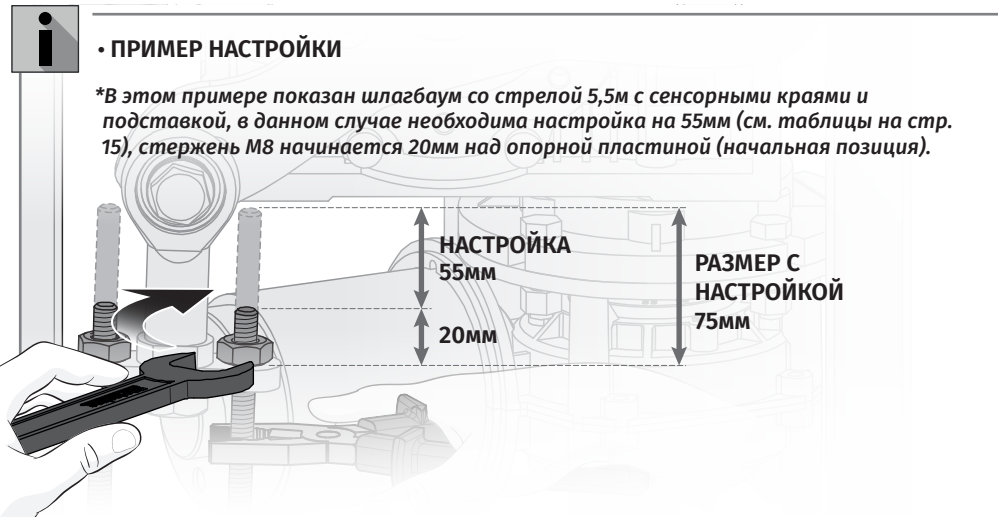 • ПРИМЕР НАСТРОЙКИ
*В этом примере показан шлагбаум со стрелой 5,5м с сенсорными краями и
подставкой, в данном случае необходима настройка на 55мм (см. таблицы на стр.
15), стержень М8 начинается 20мм над опорной пластиной (начальная позиция).
НАСТРОЙКА
55мм
20мм
РАЗМЕР С
НАСТРОЙКОЙ
75мм